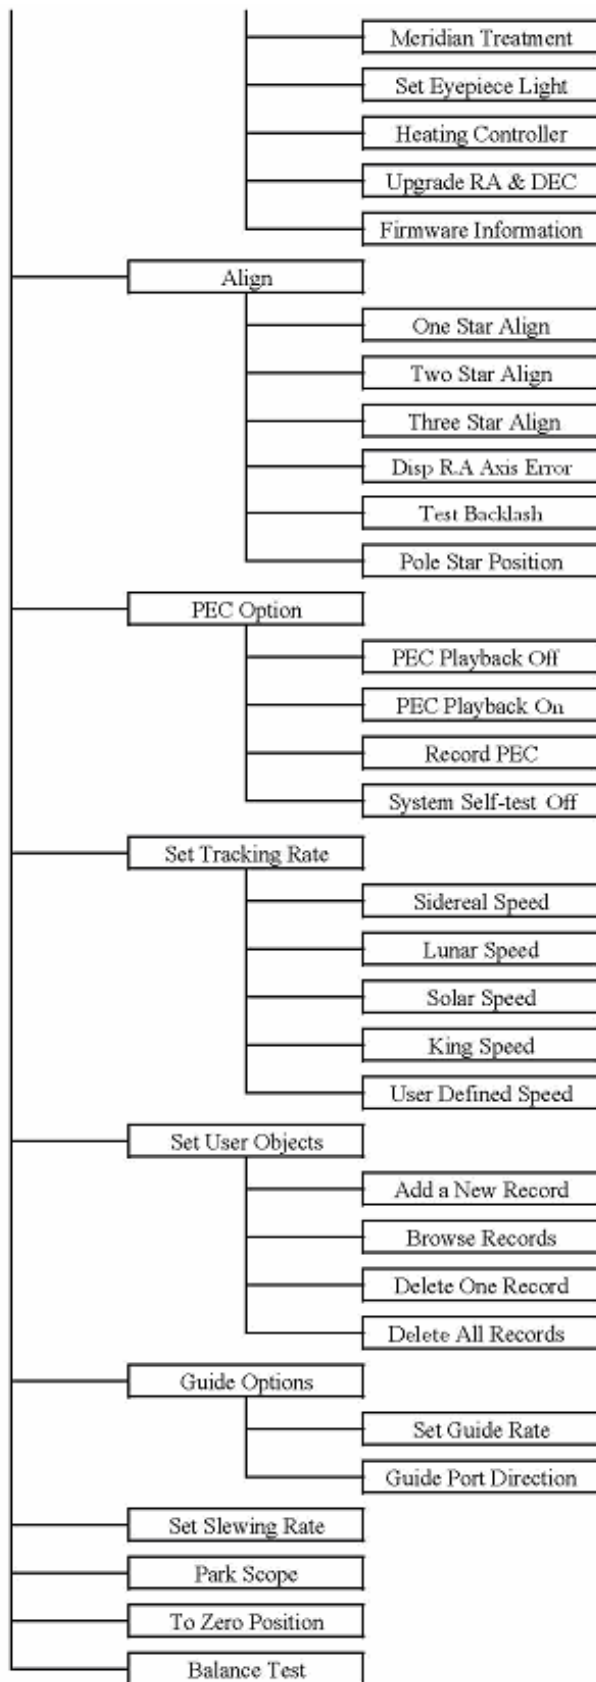 Meridian Treatment
Set Eyepiece Light
Heating Controller
Upgrade RA & DEC
Firmware Information
Align
One Star Align
Two Star Align
Three Star Align
Disp R.A Axis Error
Test Backlash
Pole Star Position
PEC Option
PEC Playback Off
PEC Playback On
Record PEC
System Self-test Off
Set Tracking Rate
Sidereal Speed
Lunar Speed
Solar Speed
King Speed
User Defined Speed
Set User Objects
Add a New Record
Browse Records
Delete One Record
Delete All Records
Guide Options
Set Guide Rate
Guide Port Direction
Set Slewing Rate
Park Scope
To Zero Position
Balance Test